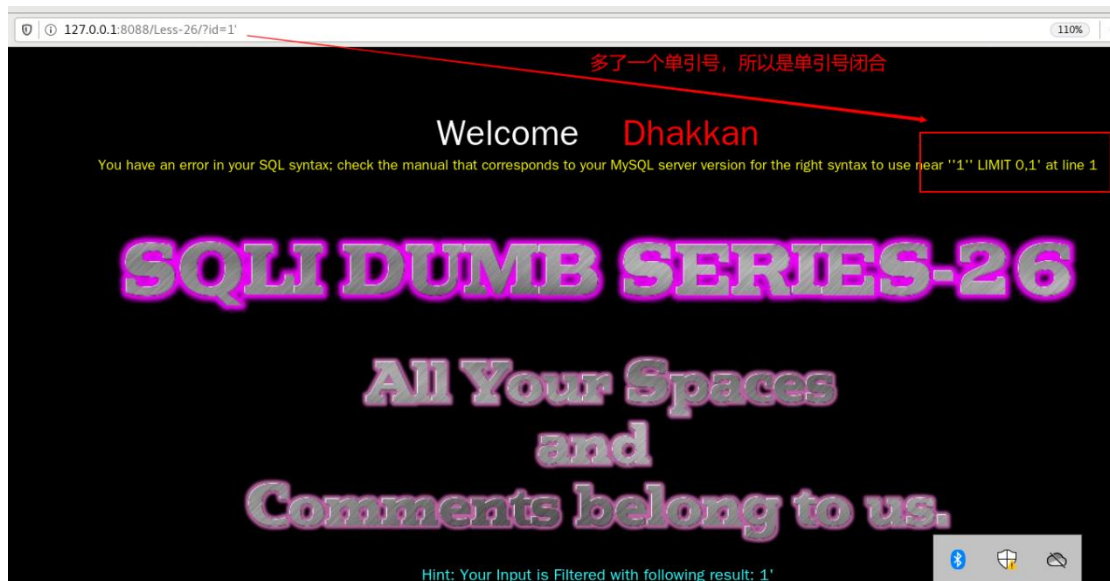 127.0.0.1:8088/Less-26/?id=1'
110%
多了一个单引号，所以是单引号闭合
Welcome Dhakkan
You have an error in your SQL syntax; check the manual that corresponds to your MySQL server version for the right syntax to use near ''1'' LIMIT 0,1' at line 1
SQLI DUMB SERIES-26
All Your Spaces
and
Comments belong to us.
Hint: Your Input is Filtered with following result: 1'